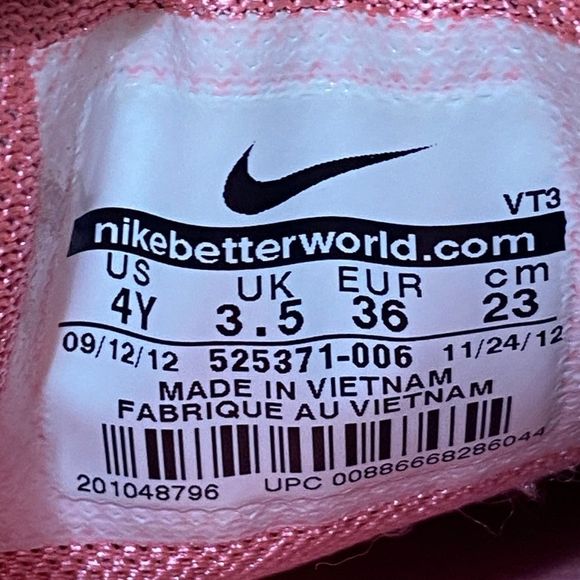 VT3
nikebetterworld.com
US UK EUR cm
4Y 3.5 36 23
09/12/12 525371-006 11/24/12
MADE IN VIETNAM
FABRIQUE AU VIETNAM
201048796 UPC 00886668286044